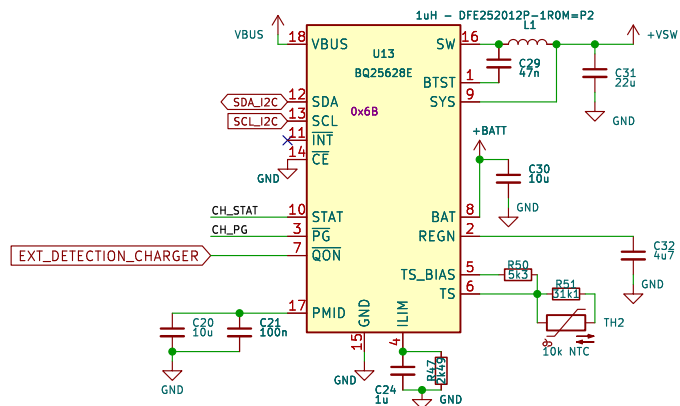 1uH - DFE252012P-1R0M=P2
L1
VBUS
18
VBUS
U13
BQ25628E
0x6B
SW
16
+VSW
C29
47n
C31
22u
GND
BTST
1
SYS
9
SDA_I2C
12
SDA
SCL_I2C
13
SCL
11
INT
14
CE
GND
+BATT
C30
10u
GND
CH_STAT
10
STAT
BAT
8
CH_PG
3
PG
REGN
2
EXT_DETECTION_CHARGER
7
QON
C32
4u7
GND
TS_BIAS
5
R50
5k3
TS
6
R51
31k1
TH2
10k NTC
17
PMID
C20
10u
C21
100n
GND
GND
15
GND
ILIM
4
C24
1u
R47
2k49
GND